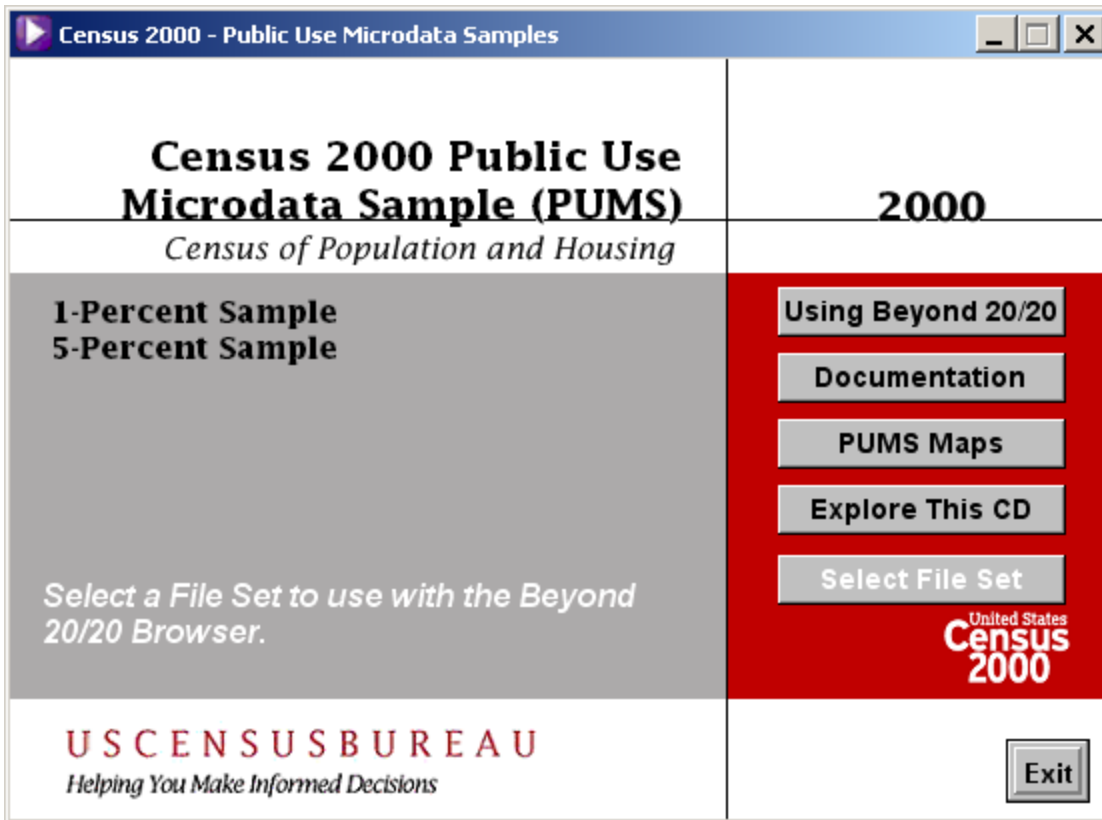 Census 2000 - Public Use Microdata Samples
Census 2000 Public Use
Microdata Sample (PUMS)
Census of Population and Housing
2000
1-Percent Sample
5-Percent Sample
Select a File Set to use with the Beyond
20/20 Browser.
Using Beyond 20/20
Documentation
PUMS Maps
Explore This CD
Select File Set
United States
Census
2000
USCENSUSBUREAU
Helping You Make Informed Decisions
Exit